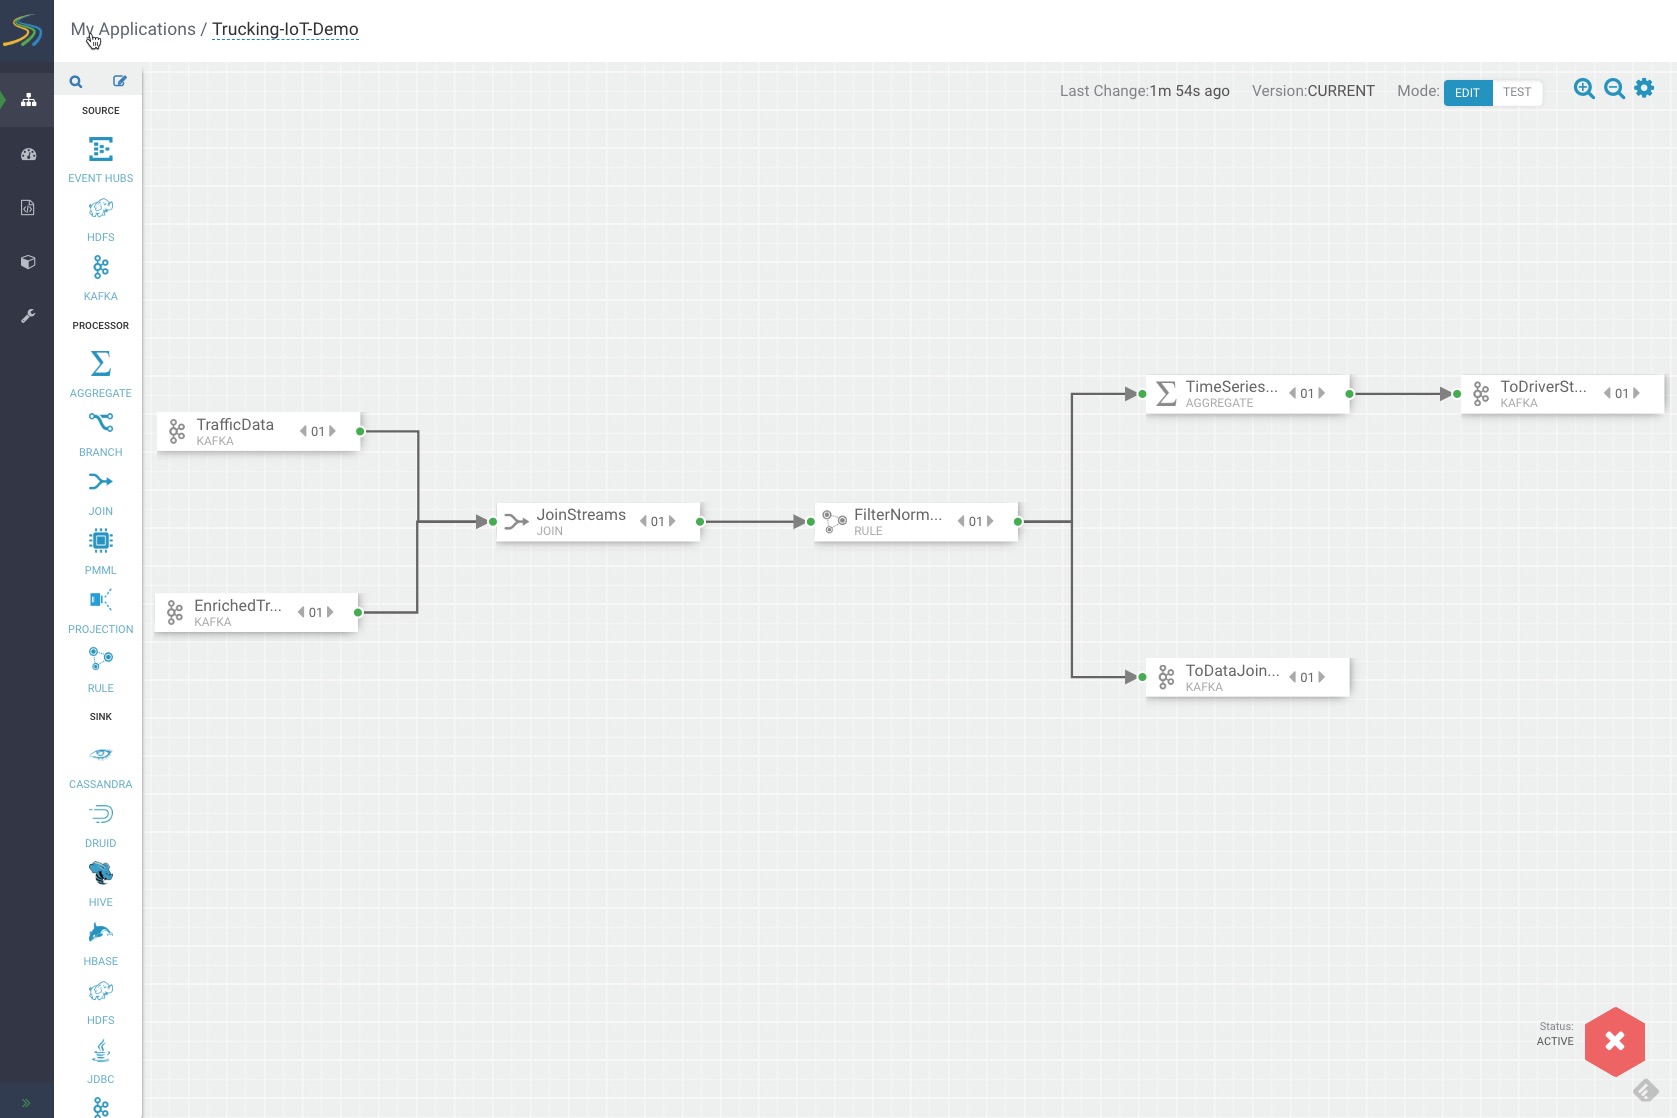 My Applications / Trucking-IoT-Demo
Last Change:1m 54s ago Version:CURRENT Mode: EDIT TEST
SOURCE
EVENT HUBS
HDFS
KAFKA
PROCESSOR
AGGREGATE
BRANCH
JOIN
PMML
PROJECTION
RULE
SINK
CASSANDRA
DRUID
HIVE
HBASE
HDFS
JDBC
TrafficData 01
KAFKA
EnrichedTr... 01
KAFKA
JoinStreams 01
JOIN
FilterNorm... 01
RULE
TimeSeries... 01
AGGREGATE
ToDriverSt... 01
KAFKA
ToDataJoin... 01
KAFKA
Status:
ACTIVE